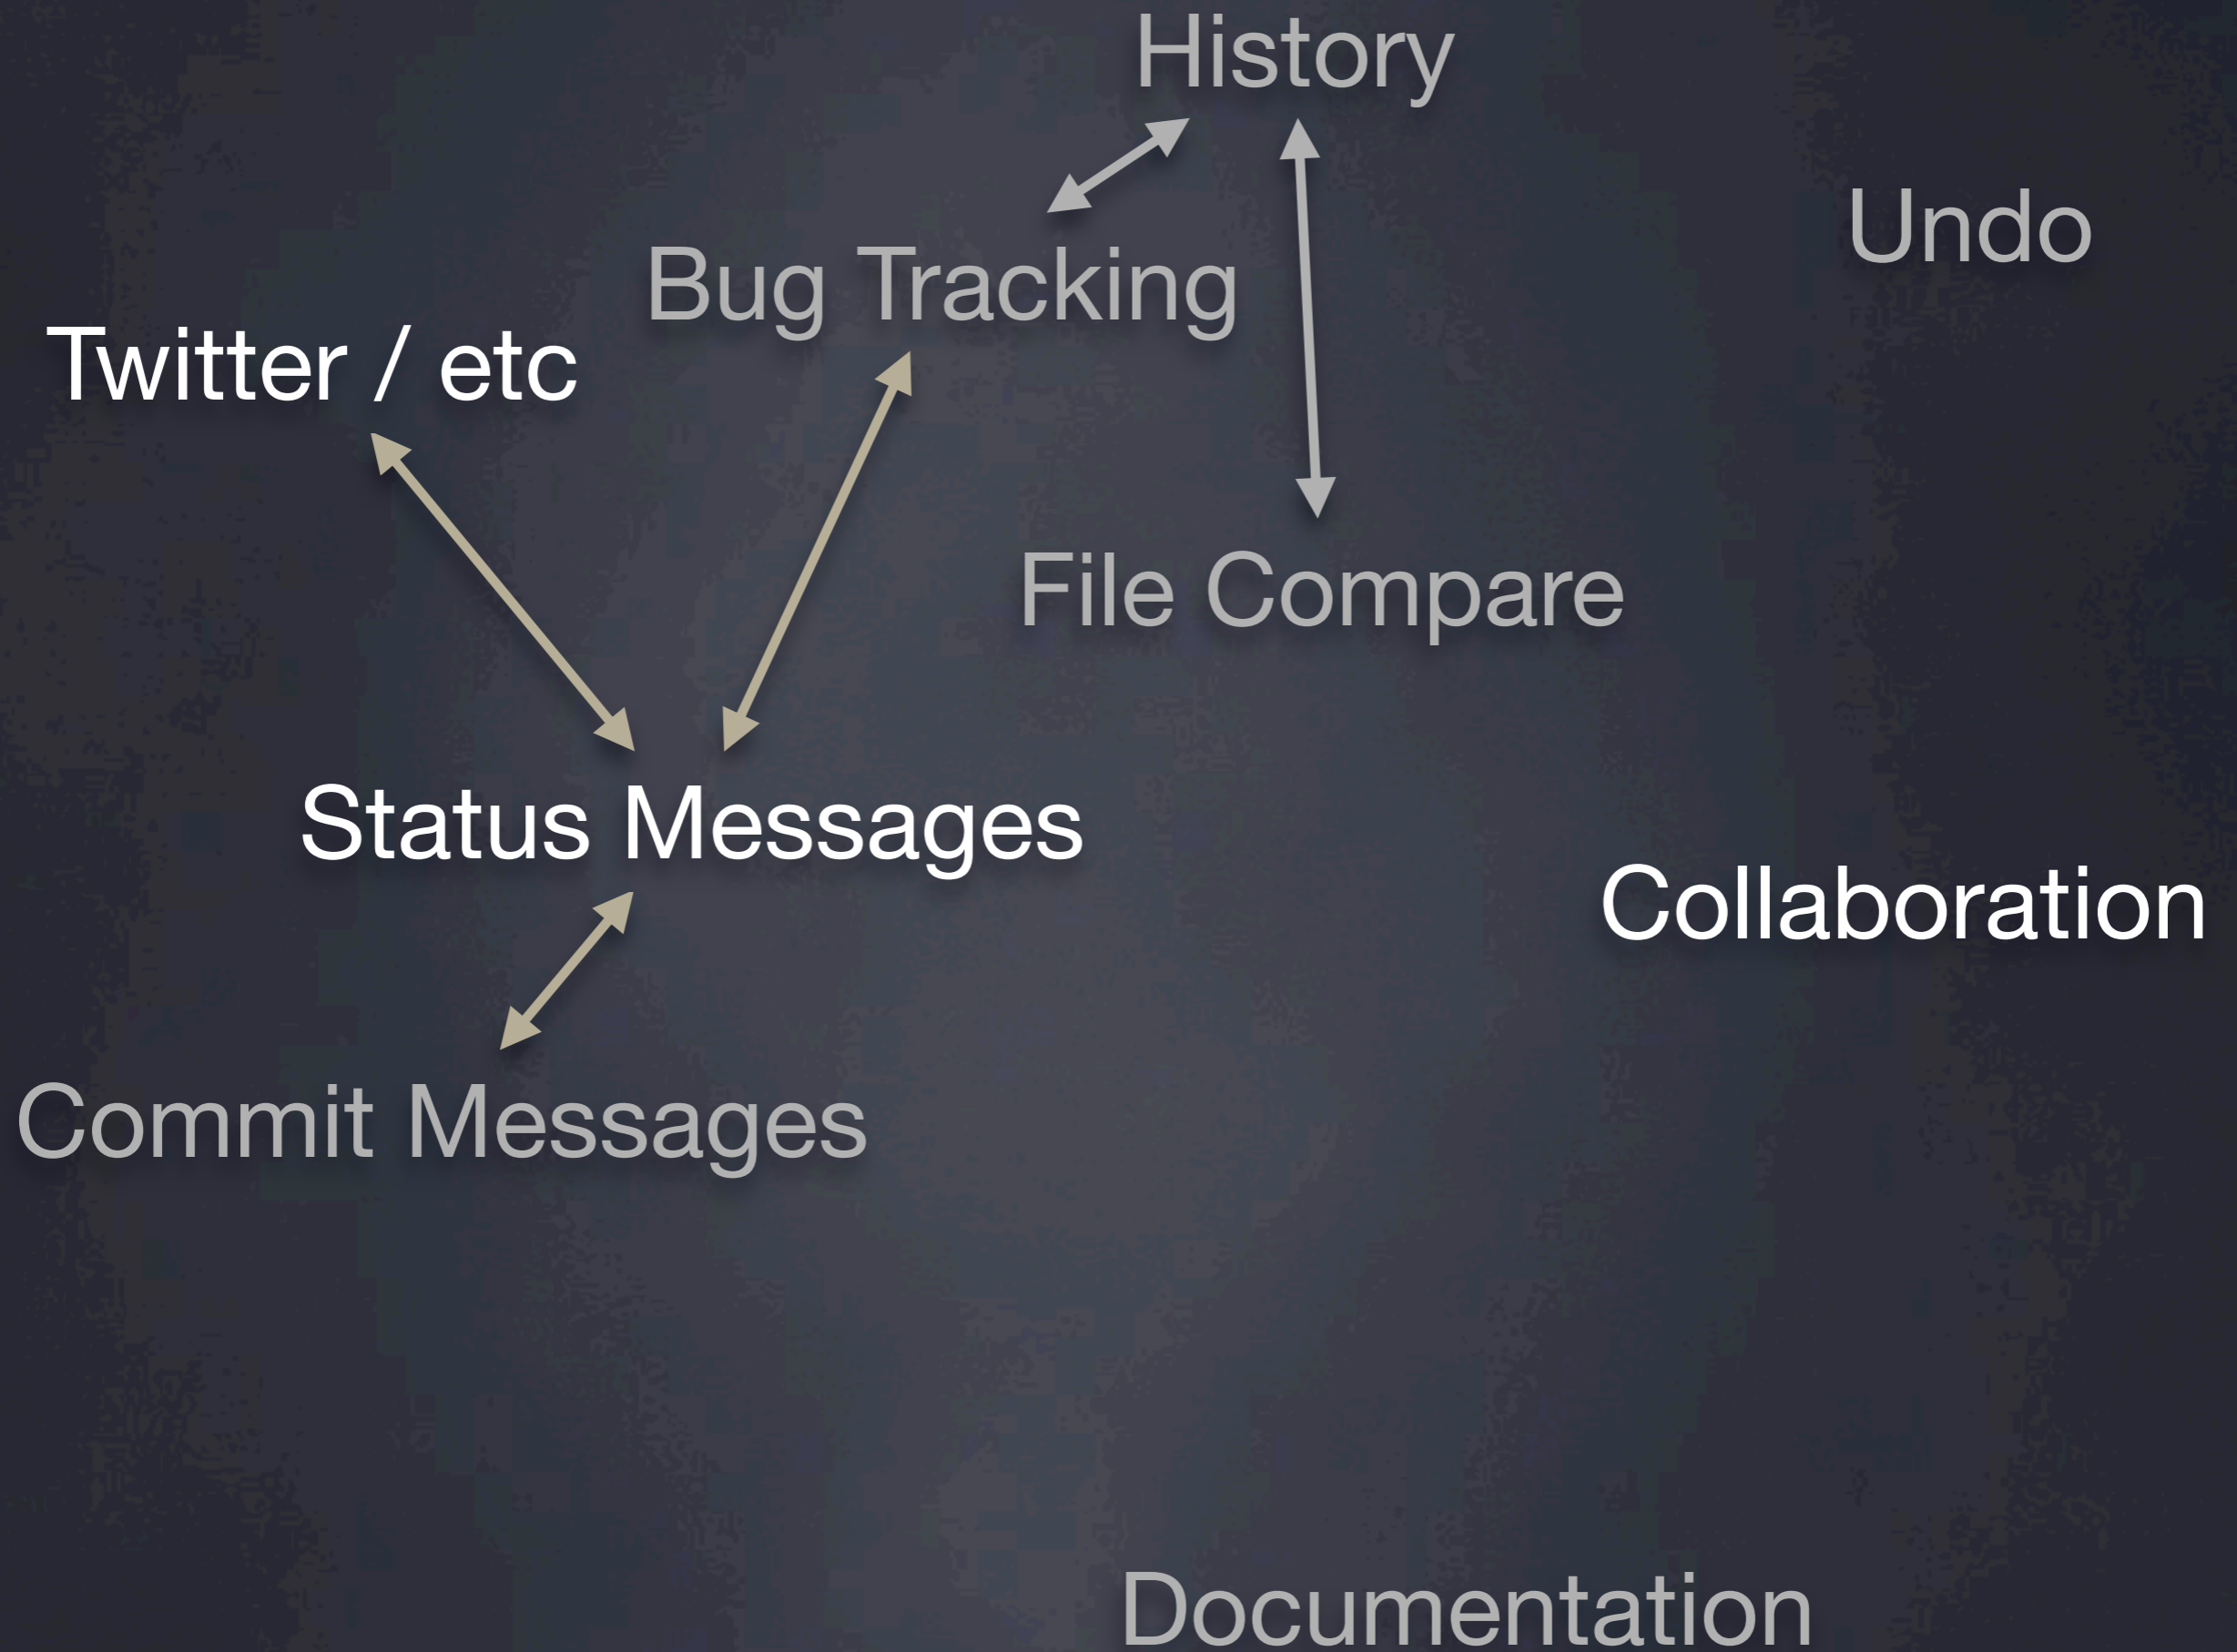 History
Undo
Bug Tracking
Twitter / etc
File Compare
Status Messages
Collaboration
Commit Messages
Documentation